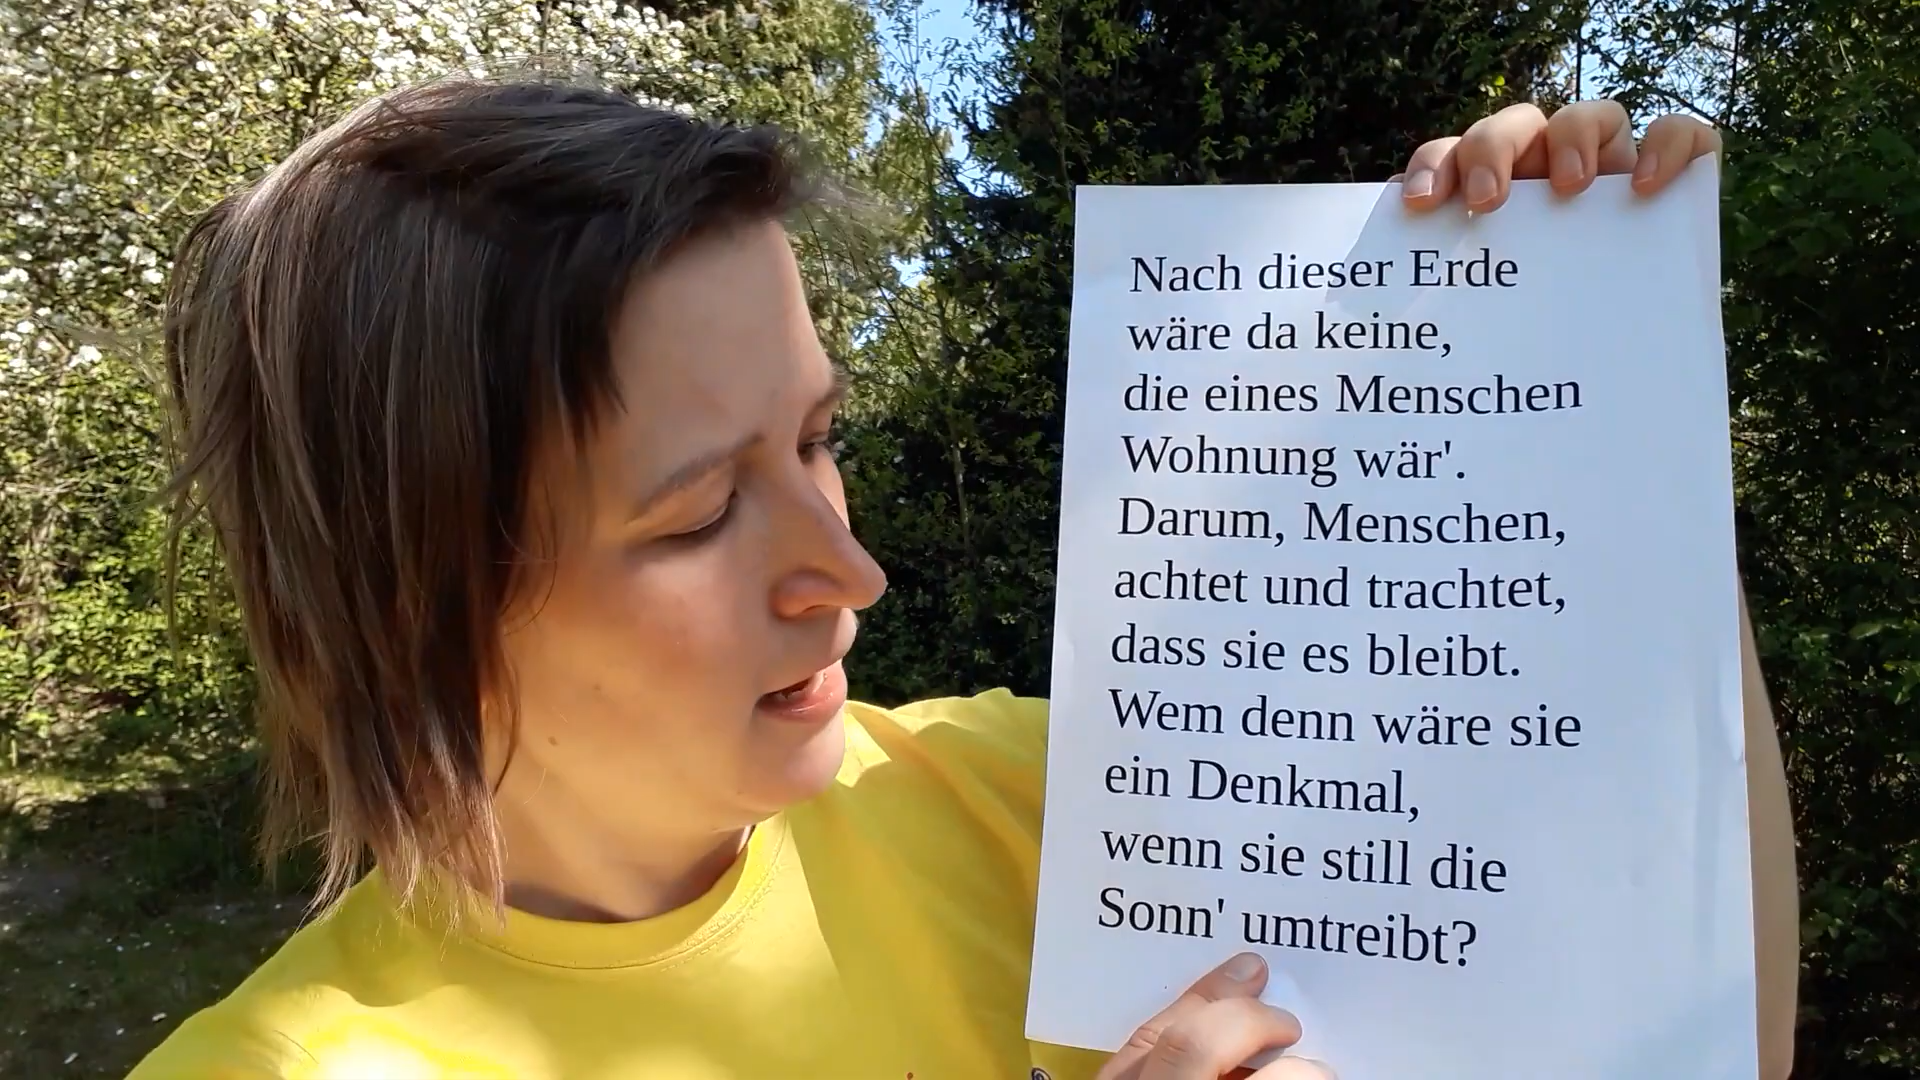 Nach dieser Erde
wäre da keine,
die eines Menschen
Wohnung wär'.
Darum, Menschen,
achtet und trachtet,
dass sie es bleibt.
Wem denn wäre sie
ein Denkmal,
wenn sie still die
Sonn' umtreibt?